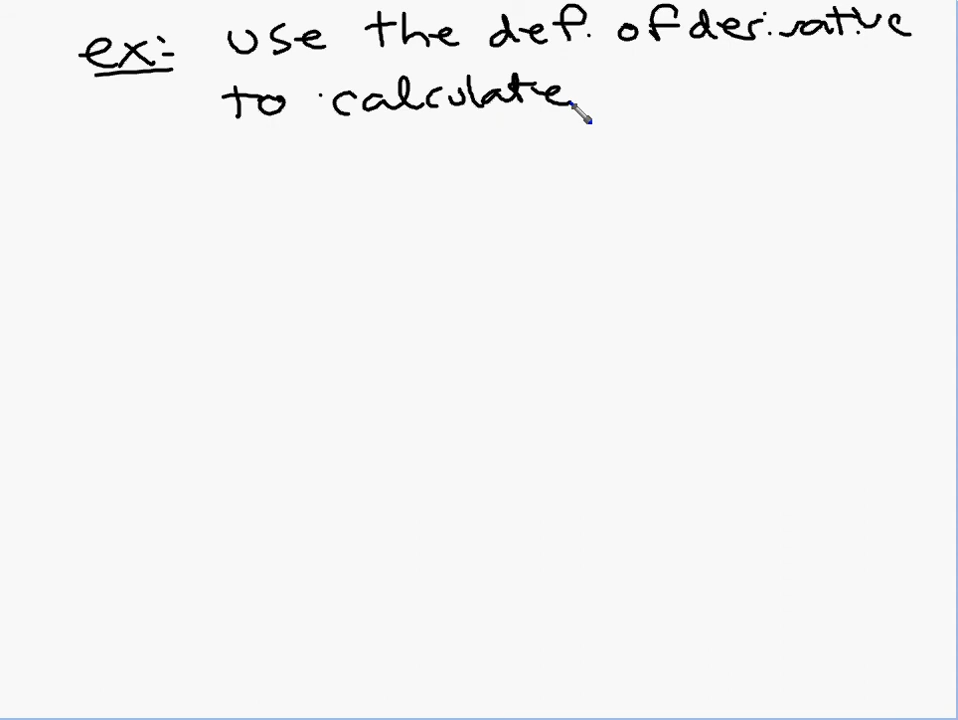 ex:- use the def. of derivative
to calculate